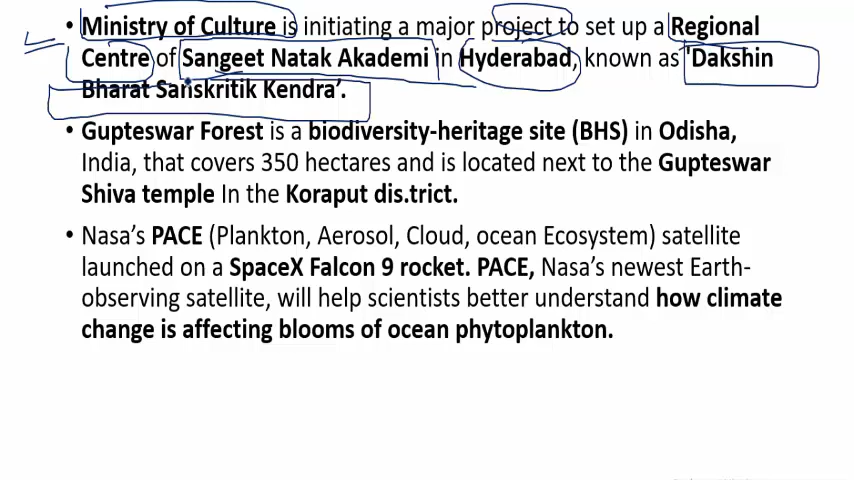 • Ministry of Culture is initiating a major project to set up a Regional
Centre of Sangeet Natak Akademi in Hyderabad, known as 'Dakshin
Bharat Sanskritik Kendra'.
• Gupteswar Forest is a biodiversity-heritage site (BHS) in Odisha,
India, that covers 350 hectares and is located next to the Gupteswar
Shiva temple In the Koraput dis.trict.
• Nasa's PACE (Plankton, Aerosol, Cloud, ocean Ecosystem) satellite
launched on a SpaceX Falcon 9 rocket. PACE, Nasa's newest Earth-
observing satellite, will help scientists better understand how climate
change is affecting blooms of ocean phytoplankton.